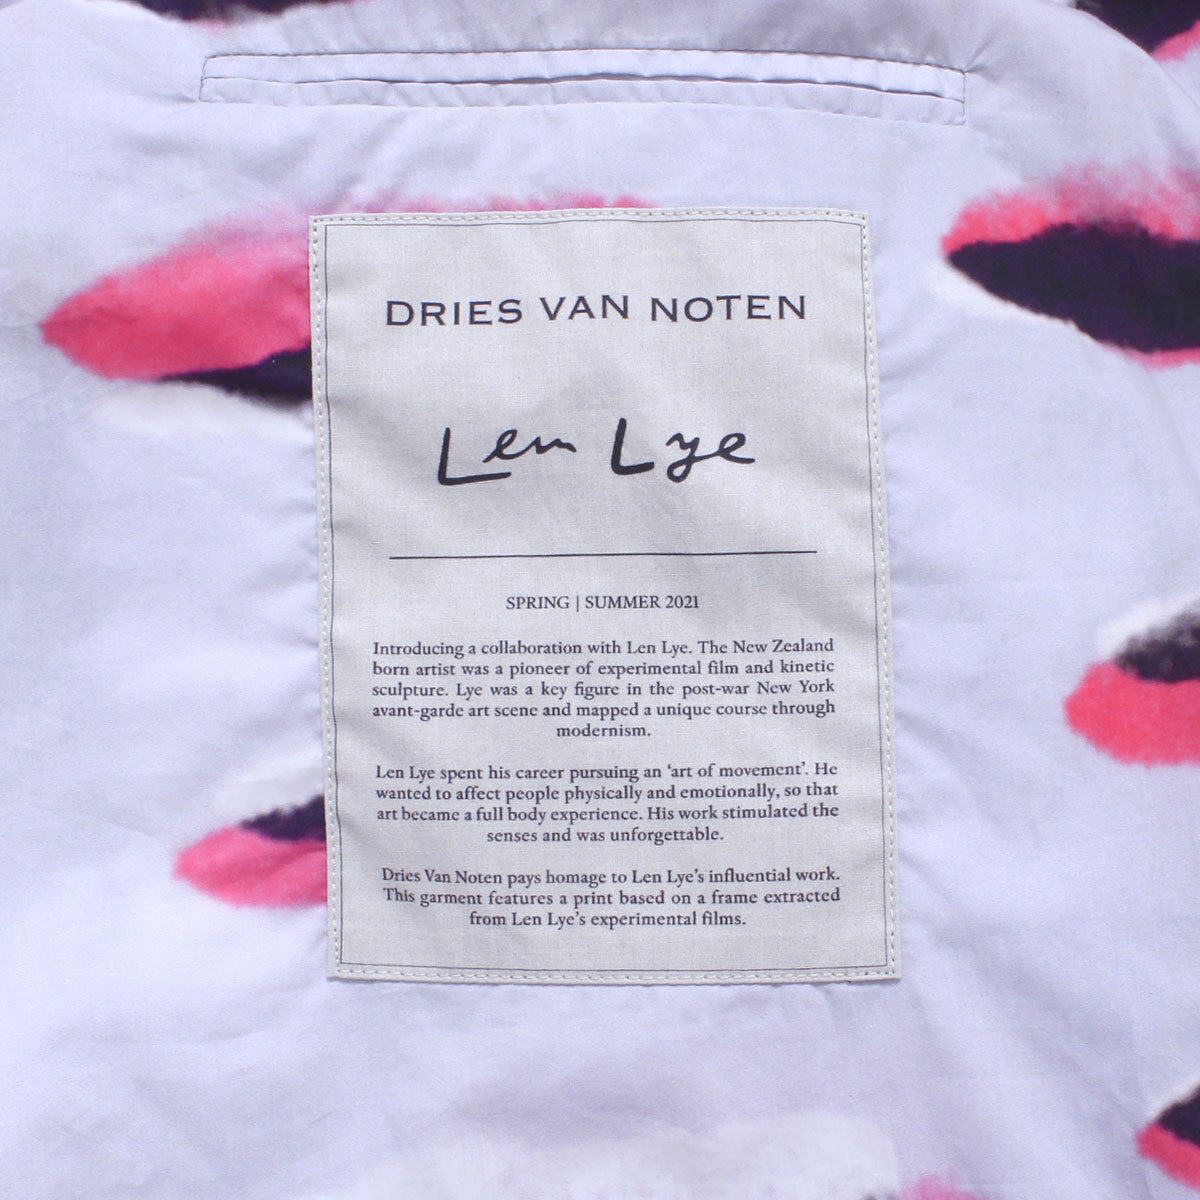 DRIES VAN NOTEN
Len Lye
SPRING | SUMMER 2021
Introducing a collaboration with Len Lye. The New Zealand
born artist was a pioneer of experimental film and kinetic
sculpture. Lye was a key figure in the post-war New York
avant-garde art scene and mapped a unique course through
modernism.
Len Lye spent his career pursuing an ‘art of movement’. He
wanted to affect people physically and emotionally, so that
art became a full body experience. His work stimulated the
senses and was unforgettable.
Dries Van Noten pays homage to Len Lye’s influential work.
This garment features a print based on a frame extracted
from Len Lye’s experimental films.